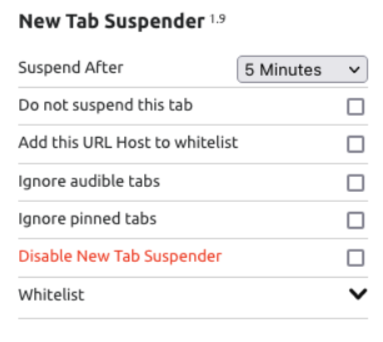 New Tab Suspender 1.9
Suspend After 5 Minutes
Do not suspend this tab
Add this URL Host to whitelist
Ignore audible tabs
Ignore pinned tabs
Disable New Tab Suspender
Whitelist